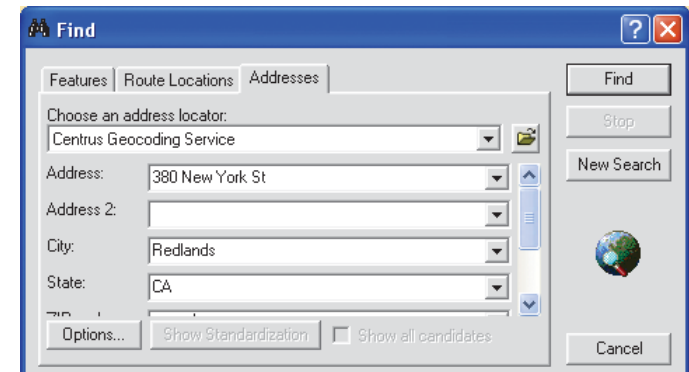 Find
Features Route Locations Addresses
Find
Choose an address locator:
Stop
Centrus Geocoding Service
Address: 380 New York St
New Search
Address 2:
City: Redlands
State: CA
Options... Show Standardization Show all candidates
Cancel